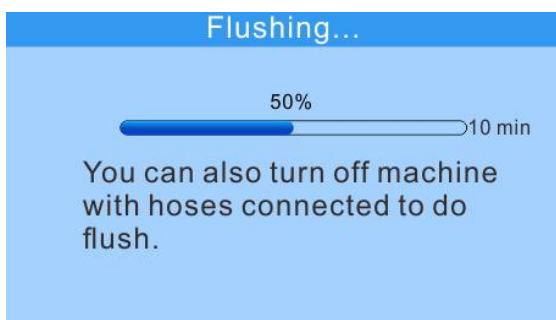 Flushing...
50%
10 min
You can also turn off machine
with hoses connected to do
flush.